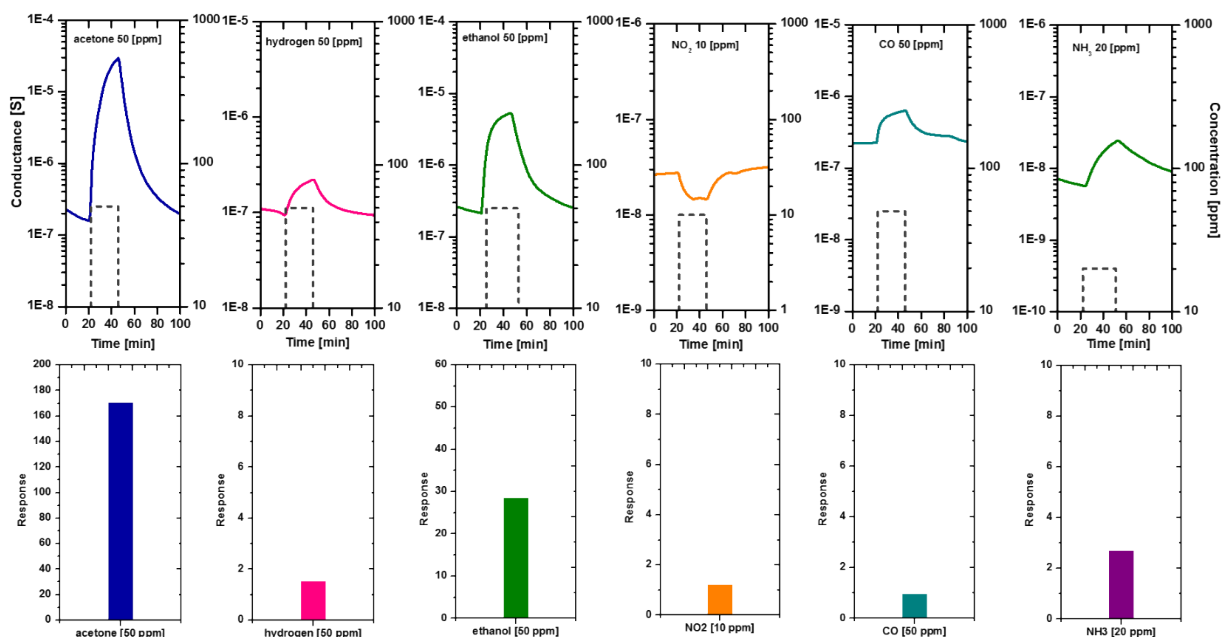 acetone 50 [ppm]
Conductance [S]
1E-5
1E-6
1E-7
1E-8
1000
100
10
0 20 40 60 80 100
Time [min]
hydrogen 50 [ppm]
1E-5
1E-6
1E-7
1E-8
1000
100
10
0 20 40 60 80 100
Time [min]
ethanol 50 [ppm]
1E-5
1E-6
1E-7
1E-8
1000
100
10
0 20 40 60 80 100
Time [min]
NO2 10 [ppm]
1E-6
1E-7
1E-8
1E-9
1000
100
10
1
0 20 40 60 80 100
Time [min]
CO 50 [ppm]
1E-5
1E-6
1E-7
1E-8
1E-9
1000
100
10
0 20 40 60 80 100
Time [min]
NH3 20 [ppm]
1E-6
1E-7
1E-8
1E-9
1E-10
1000
100
10
Concentration [ppm]
0 20 40 60 80 100
Time [min]
Response
200
190
180
170
160
150
140
130
120
110
100
90
80
70
60
50
40
30
20
10
0
acetone [50 ppm]
Response
10
8
6
4
2
0
hydrogen [50 ppm]
Response
60
50
40
30
20
10
0
ethanol [50 ppm]
Response
10
8
6
4
2
0
NO2 [10 ppm]
Response
10
8
6
4
2
0
CO [50 ppm]
Response
10
8
6
4
2
0
NH3 [20 ppm]